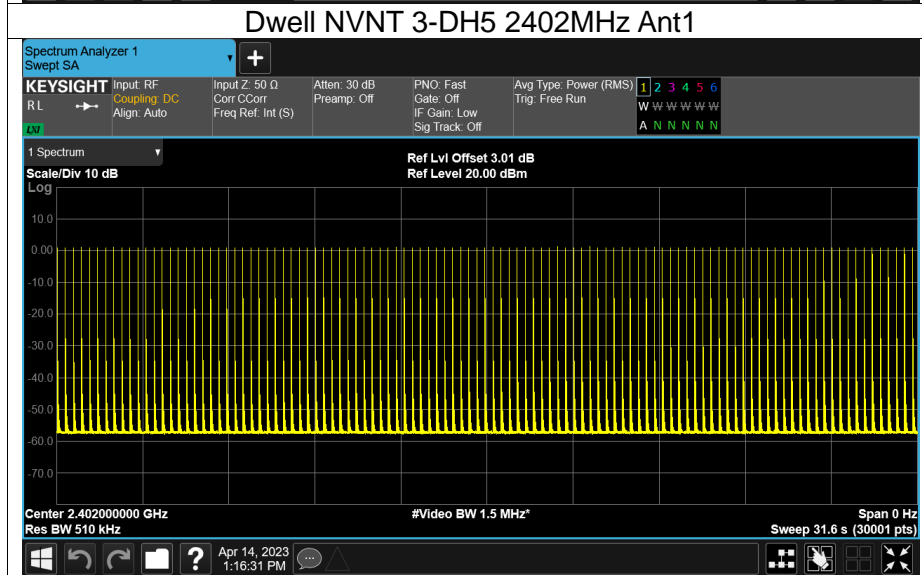 Dwell NVNT 3-DH5 2402MHz Ant1
Spectrum Analyzer 1
Swept SA
KEYSIGHT
R L
LXI
Input: RF
Coupling: DC
Align: Auto
Input Z: 50 Ω
Corr CCorr
Freq Ref: Int (S)
Atten: 30 dB
Preamp: Off
PNO: Fast
Gate: Off
IF Gain: Low
Sig Track: Off
Avg Type: Power (RMS)
Trig: Free Run
1 2 3 4 5 6
W W W W W W
A N N N N N
1 Spectrum
Scale/Div 10 dB
Ref Lvl Offset 3.01 dB
Ref Level 20.00 dBm
Log
10.0
0.00
-10.0
-20.0
-30.0
-40.0
-50.0
-60.0
-70.0
Center 2.402000000 GHz
Res BW 510 kHz
#Video BW 1.5 MHz*
Span 0 Hz
Sweep 31.6 s (30001 pts)
?
Apr 14, 2023
1:16:31 PM